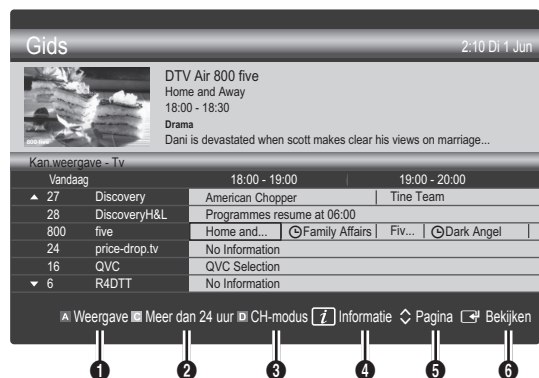 Gids 2:10 Di 1 Jun
DTV Air 800 five
Home and Away
18:00 - 18:30
Drama
Dani is devastated when scott makes clear his views on marriage...
800 five
Kan.weergave - Tv
Vandaag 18:00 - 19:00 19:00 - 20:00
▲ 27 Discovery American Chopper Tine Team
28 DiscoveryH&L Programmes resume at 06:00
800 five Home and... Family Affairs Fiv... Dark Angel
24 price-drop.tv No Information
16 QVC QVC Selection
▼ 6 R4DTT No Information
A Weergave C Meer dan 24 uur D CH-modus i Informatie Pagina Bekijken
1 2 3 4 5 6